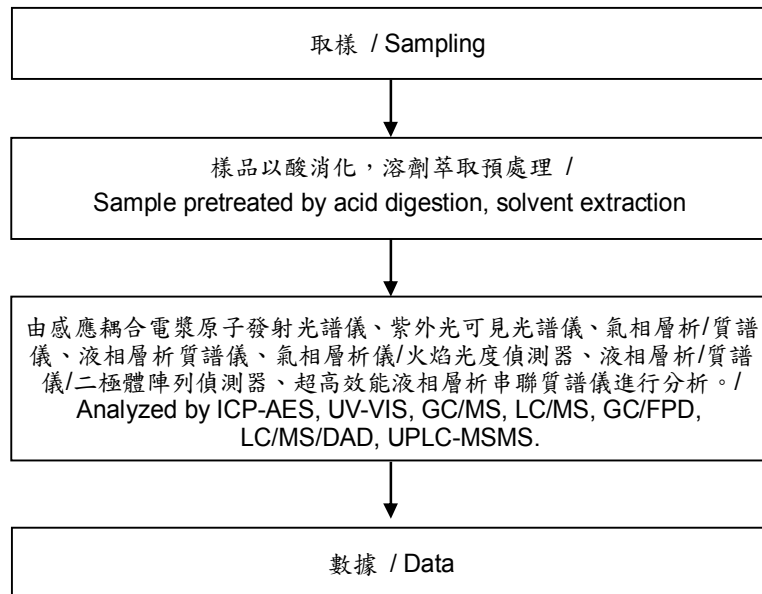 取樣 / Sampling
樣品以酸消化，溶劑萃取預處理 /
Sample pretreated by acid digestion, solvent extraction
由感應耦合電漿原子發射光譜儀、紫外光可見光譜儀、氣相層析/質譜
儀、液相層析質譜儀、氣相層析儀/火焰光度偵測器、液相層析/質譜
儀/二極體陣列偵測器、超高效能液相層析串聯質譜儀進行分析。/
Analyzed by ICP-AES, UV-VIS, GC/MS, LC/MS, GC/FPD,
LC/MS/DAD, UPLC-MSMS.
數據 / Data